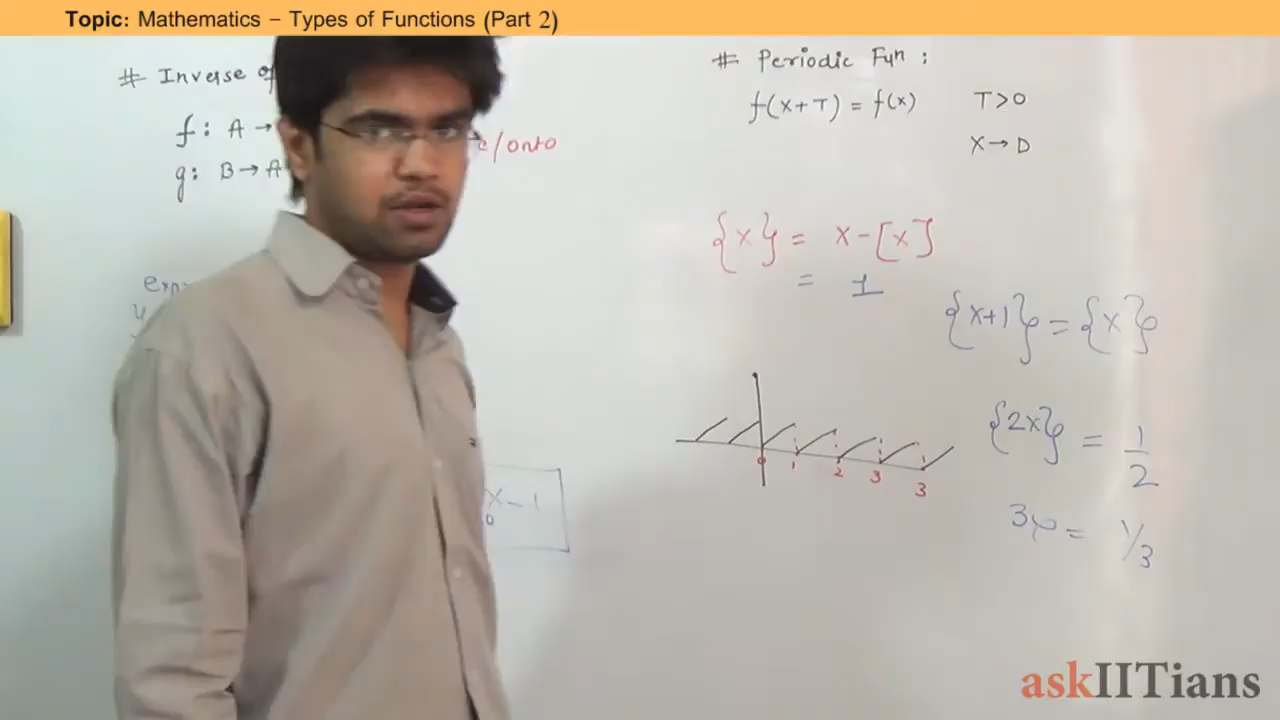 Topic: Mathematics – Types of Functions (Part 2)
# Inverse of
f: A →
c/onto
g: B → A
y
x - 1
# Periodic Fun :
f(x+T) = f(x) T>0
x → D
{x} = x-[x]
= 1
{x+1} = {x}
{2x} = 1/2
= 1/3
0 1 2 3 3
askIITians